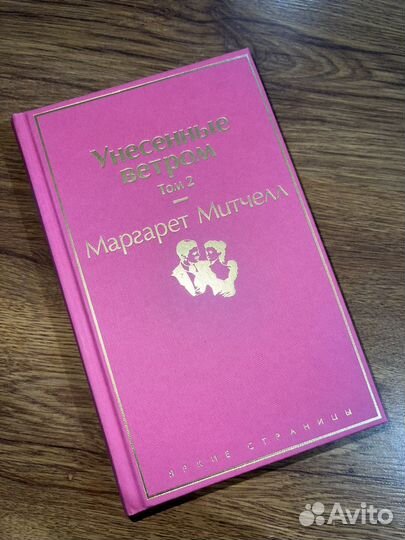 Унесенные
ветром
Том 2
Маргарет Митчелл
ЯРКИЕ СТРАНИЦЫ
Avito